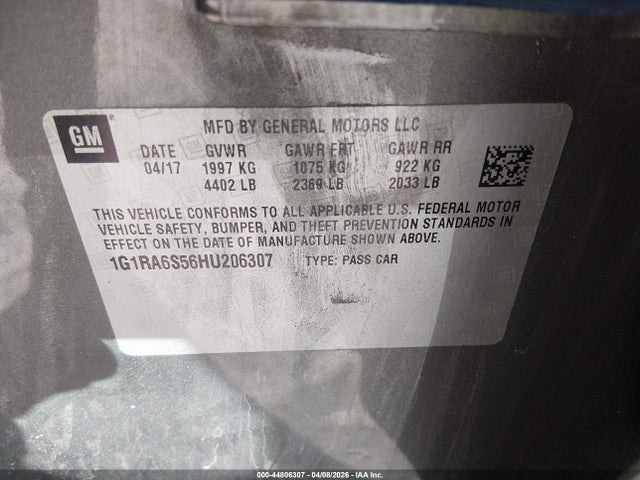 GM
MFD BY GENERAL MOTORS LLC
DATE GVWR GAWR FRT GAWR RR
04/17 1997 KG 1075 KG 922 KG
4402 LB 2369 LB 2033 LB
THIS VEHICLE CONFORMS TO ALL APPLICABLE U.S. FEDERAL MOTOR
VEHICLE SAFETY, BUMPER, AND THEFT PREVENTION STANDARDS IN
EFFECT ON THE DATE OF MANUFACTURE SHOWN ABOVE.
1G1RA6S56HU206307 TYPE: PASS CAR
000-44806307 - 04/08/2026 - IAA Inc.